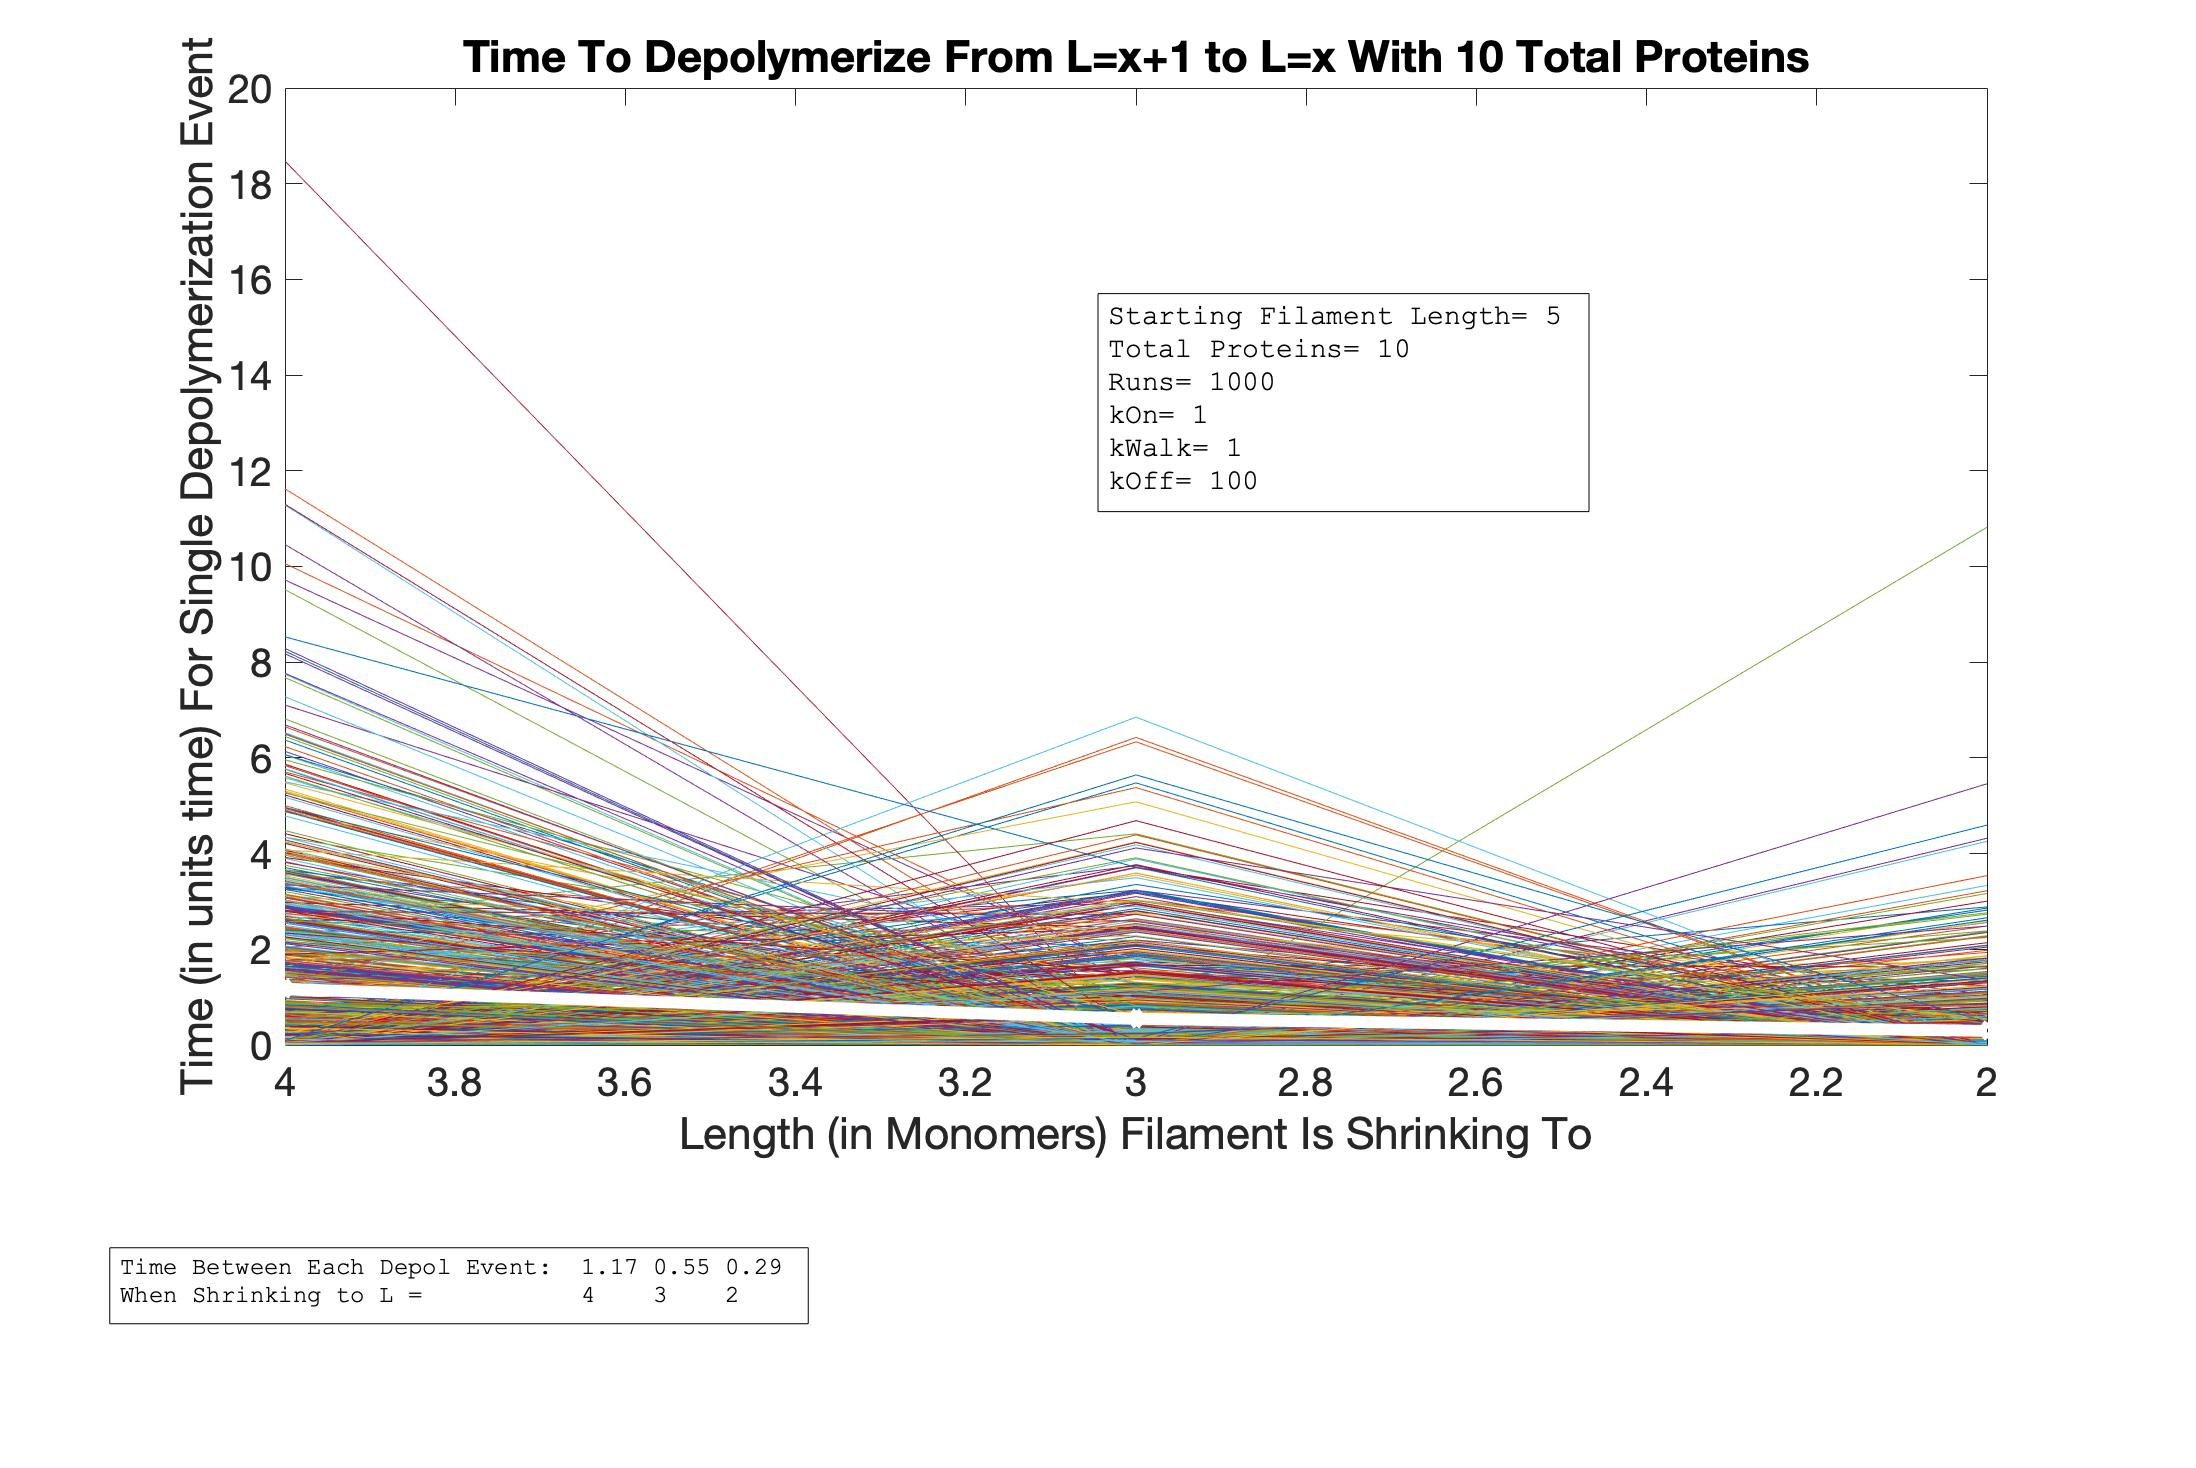 Time To Depolymerize From L=x+1 to L=x With 10 Total Proteins
Time (in units time) For Single Depolymerization Event
20
18
16
14
12
10
8
6
4
2
0
Starting Filament Length= 5
Total Proteins= 10
Runs= 1000
kOn= 1
kWalk= 1
kOff= 100
4 3.8 3.6 3.4 3.2 3 2.8 2.6 2.4 2.2 2
Length (in Monomers) Filament Is Shrinking To
Time Between Each Depol Event: 1.17 0.55 0.29
When Shrinking to L = 4 3 2